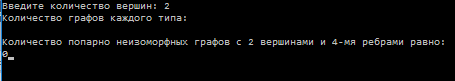 Введите количество вершин: 2
Количество графов каждого типа:
Количество попарно неизоморфных графов с 2 вершинами и 4-мя ребрами равно:
0